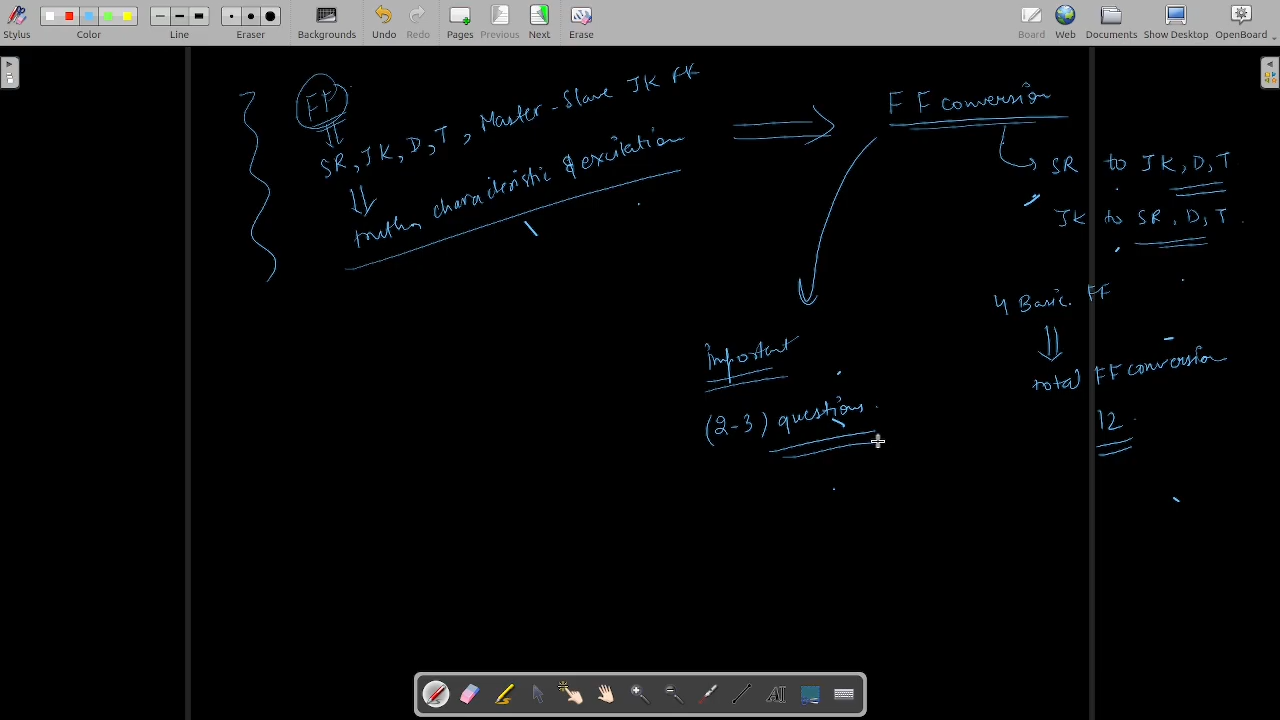 Stylus
Color
Line
Eraser
Backgrounds
Undo
Redo
Pages
Previous
Next
Erase
Board
Web
Documents
Show Desktop
OpenBoard
FF
SR, JK, D, T, Master-Slave JK FF
characteristic & excitation
FF conversion
SR to JK, D, T
JK to SR, D, T.
4 Basic. FF
total FF conversion
12
important
(2-3) questions.
AI